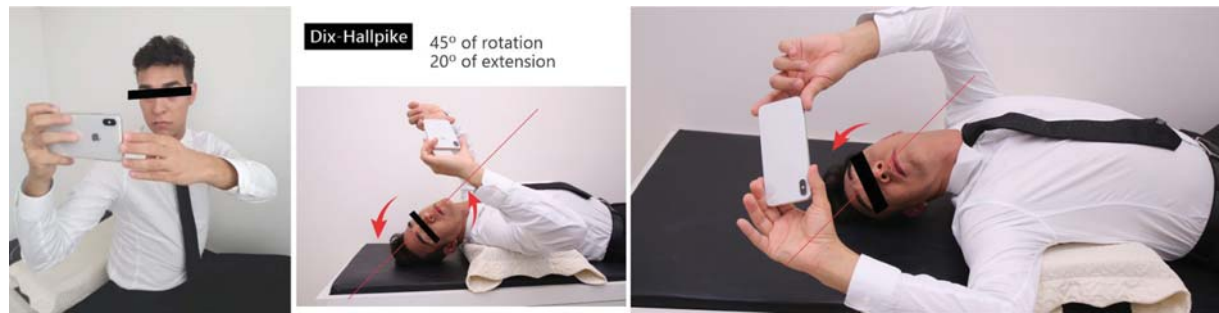 Dix-Hallpike
45º of rotation
20º of extension